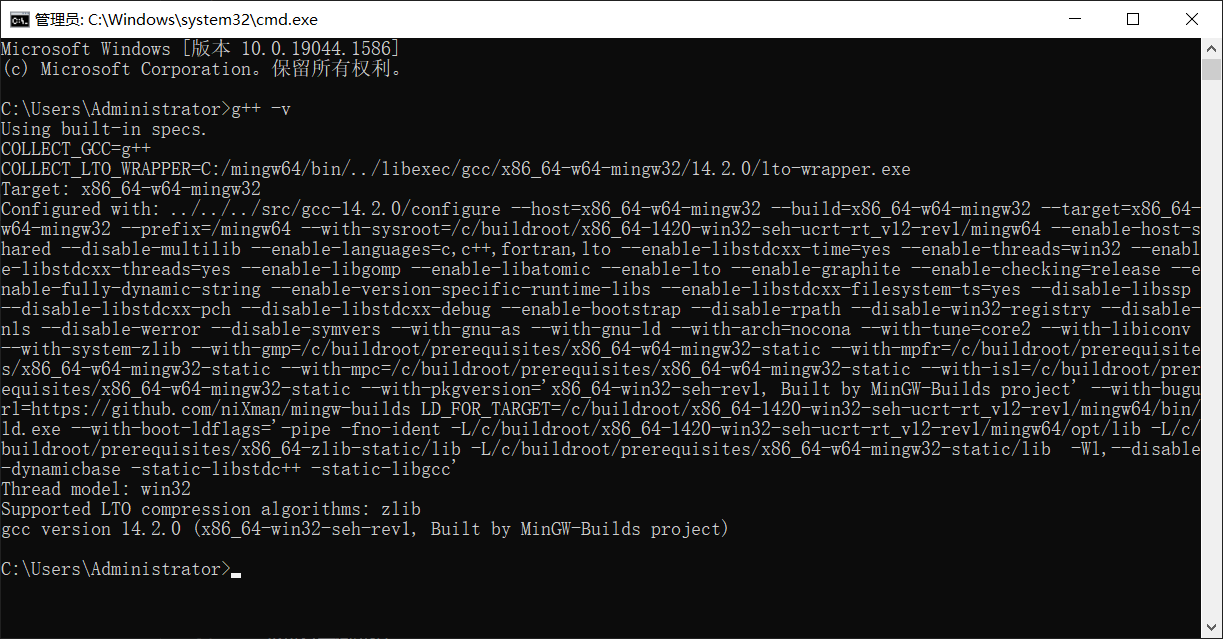 管理员: C:\Windows\system32\cmd.exe
Microsoft Windows [版本 10.0.19044.1586]
(c) Microsoft Corporation。保留所有权利。
C:\Users\Administrator>g++ -v
Using built-in specs.
COLLECT_GCC=g++
COLLECT_LTO_WRAPPER=C:/mingw64/bin/../libexec/gcc/x86_64-w64-mingw32/14.2.0/lto-wrapper.exe
Target: x86_64-w64-mingw32
Configured with: ../../../src/gcc-14.2.0/configure --host=x86_64-w64-mingw32 --build=x86_64-w64-mingw32 --target=x86_64-
w64-mingw32 --prefix=/mingw64 --with-sysroot=/c/buildroot/x86_64-1420-win32-seh-ucrt-rt_v12-rev1/mingw64 --enable-host-s
hared --disable-multilib --enable-languages=c,c++,fortran,lto --enable-libstdcxx-time=yes --enable-threads=win32 --enabl
e-libstdcxx-threads=yes --enable-libgomp --enable-libatomic --enable-lto --enable-graphite --enable-checking=release --e
nable-fully-dynamic-string --enable-version-specific-runtime-libs --enable-libstdcxx-filesystem-ts=yes --disable-libssp
--disable-libstdcxx-pch --disable-libstdcxx-debug --enable-bootstrap --disable-rpath --disable-win32-registry --disable-
nls --disable-werror --disable-symvers --with-gnu-as --with-gnu-ld --with-arch=nocona --with-tune=core2 --with-libiconv
--with-system-zlib --with-gmp=/c/buildroot/prerequisites/x86_64-w64-mingw32-static --with-mpfr=/c/buildroot/prerequisite
s/x86_64-w64-mingw32-static --with-mpc=/c/buildroot/prerequisites/x86_64-w64-mingw32-static --with-isl=/c/buildroot/prer
equisites/x86_64-w64-mingw32-static --with-pkgversion='x86_64-win32-seh-rev1, Built by MinGW-Builds project' --with-bugu
rl=https://github.com/niXman/mingw-builds LD_FOR_TARGET=/c/buildroot/x86_64-1420-win32-seh-ucrt-rt_v12-rev1/mingw64/bin/
ld.exe --with-boot-ldflags='-pipe -fno-ident -L/c/buildroot/x86_64-1420-win32-seh-ucrt-rt_v12-rev1/mingw64/opt/lib -L/c/
buildroot/prerequisites/x86_64-zlib-static/lib -L/c/buildroot/prerequisites/x86_64-w64-mingw32-static/lib  -Wl,--disable
-dynamicbase -static-libstdc++ -static-libgcc'
Thread model: win32
Supported LTO compression algorithms: zlib
gcc version 14.2.0 (x86_64-win32-seh-rev1, Built by MinGW-Builds project)
C:\Users\Administrator>